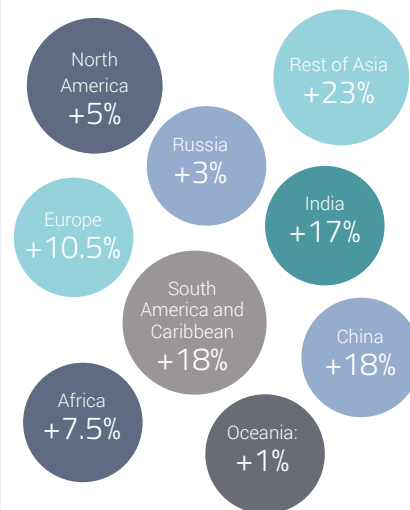 North
America
+5%
Rest of Asia
+23%
Russia
+3%
India
+17%
Europe
+10.5%
South
America and
Caribbean
+18%
China
+18%
Africa
+7.5%
Oceania:
+1%